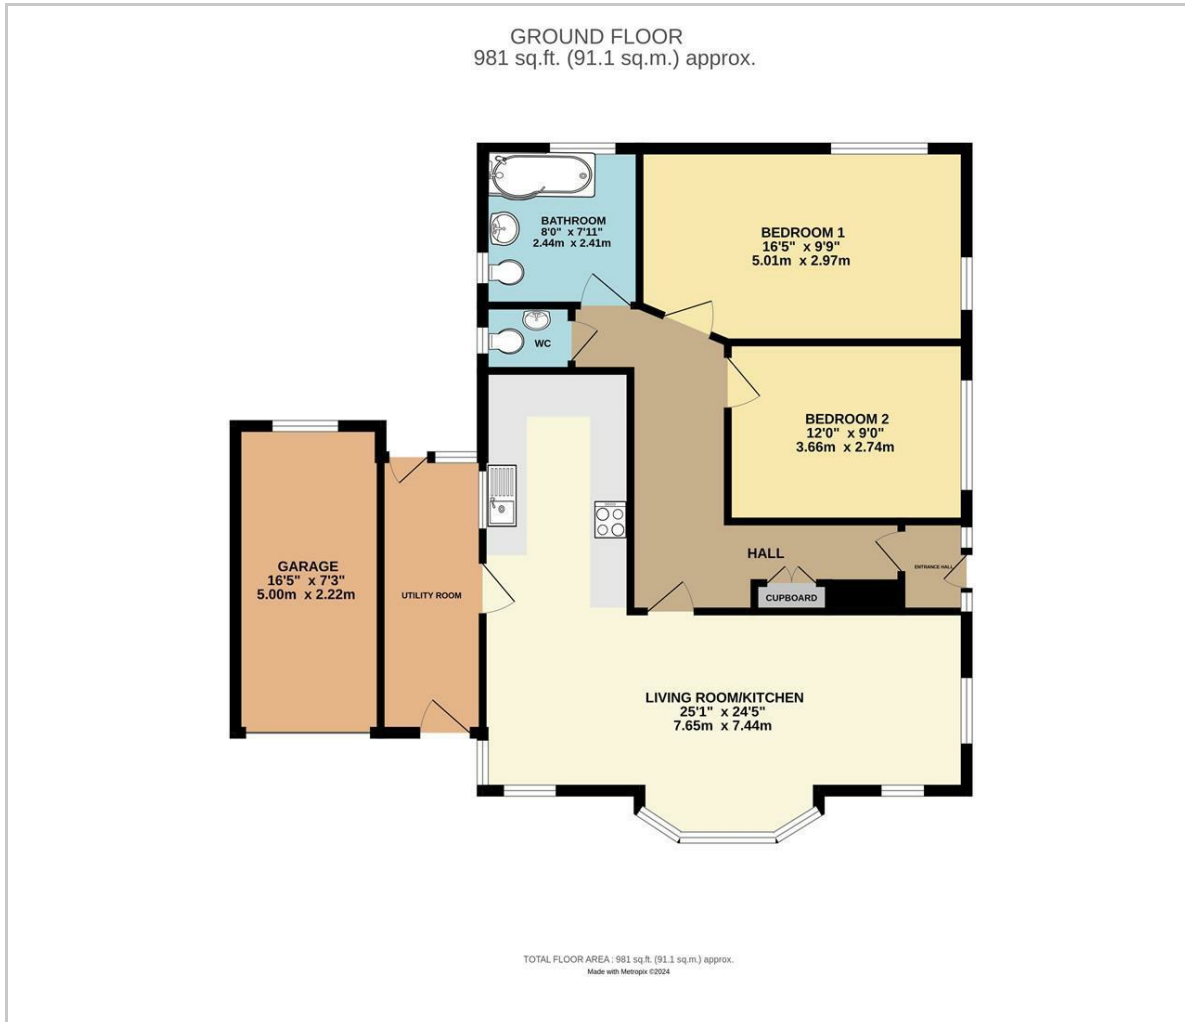 GROUND FLOOR
981 sq.ft. (91.1 sq.m.) approx.
BATHROOM
8'0" x 7'11"
2.44m x 2.41m
BEDROOM 1
16'5" x 9'9"
5.01m x 2.97m
WC
BEDROOM 2
12'0" x 9'0"
3.66m x 2.74m
HALL
ENTRANCE HALL
CUPBOARD
GARAGE
16'5" x 7'3"
5.00m x 2.22m
UTILITY ROOM
LIVING ROOM/KITCHEN
25'1" x 24'5"
7.65m x 7.44m
TOTAL FLOOR AREA : 981 sq.ft. (91.1 sq.m.) approx.
Made with Metropix ©2024